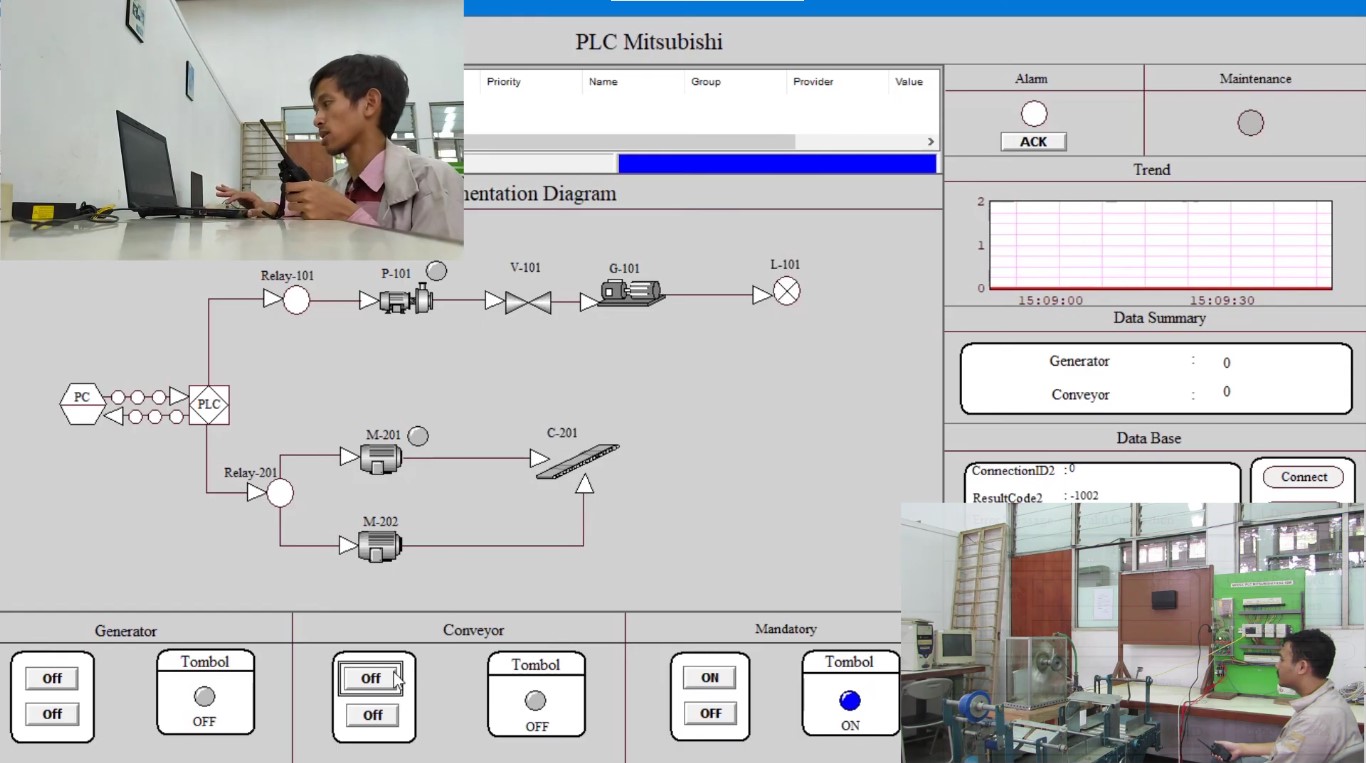 PLC Mitsubishi
Priority Name Group Provider Value
Alarm Maintenance
ACK
Trend
2
1
0
15:09:00 15:09:30
mentation Diagram
Relay-101 P-101 V-101 G-101 L-101
PC PLC
Relay-201 M-201 C-201
M-202
Data Summary
Generator : 0
Conveyor : 0
Data Base
ConnectionID2 : 0
ResultCode2 : -1002
Connect
Generator Conveyor Mandatory
Off
Off
Tombol
OFF
Off
Off
Tombol
OFF
ON
OFF
Tombol
ON